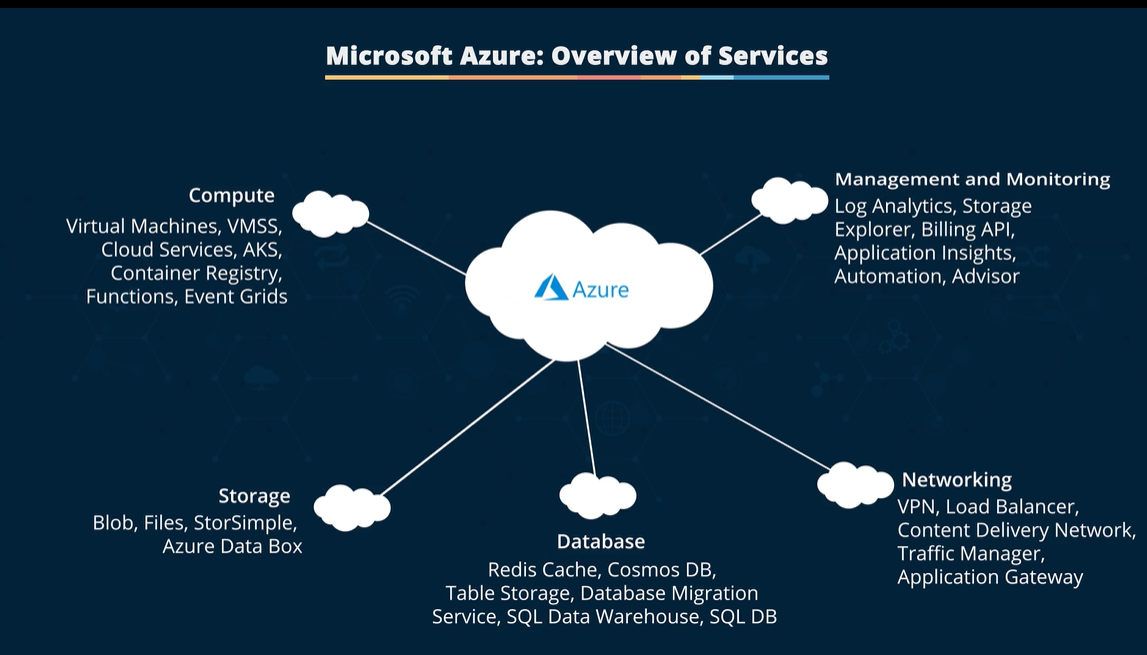 Microsoft Azure: Overview of Services
Compute
Virtual Machines, VMSS,
Cloud Services, AKS,
Container Registry,
Functions, Event Grids
Management and Monitoring
Log Analytics, Storage
Explorer, Billing API,
Application Insights,
Automation, Advisor
Azure
Storage
Blob, Files, StorSimple,
Azure Data Box
Database
Redis Cache, Cosmos DB,
Table Storage, Database Migration
Service, SQL Data Warehouse, SQL DB
Networking
VPN, Load Balancer,
Content Delivery Network,
Traffic Manager,
Application Gateway